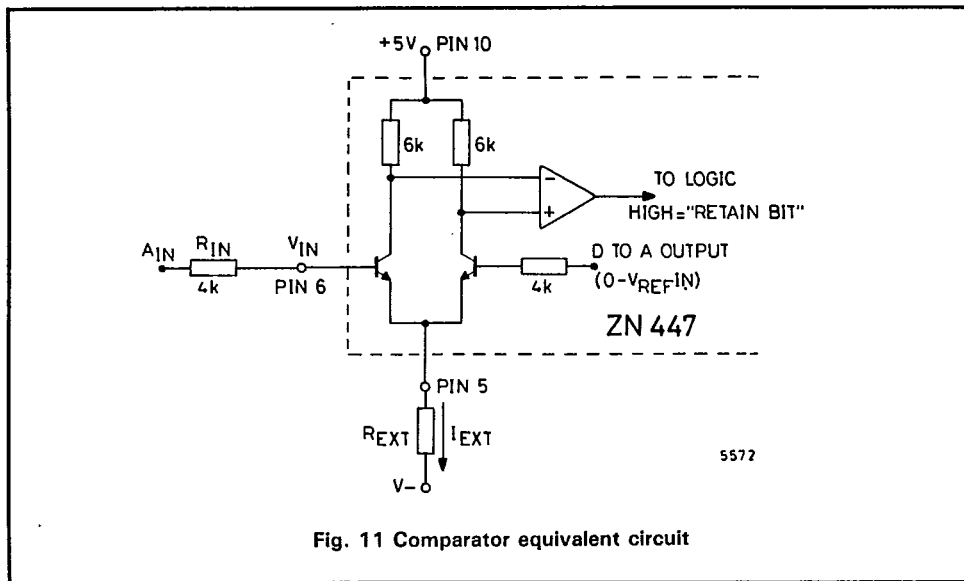 +5V PIN 10
6k 6k
TO LOGIC
HIGH="RETAIN BIT"
AIN RIN VIN
4k PIN 6
D TO A OUTPUT
4k (0-VREFIN)
ZN 447
PIN 5
REXT IEXT
V-
5572
Fig. 11 Comparator equivalent circuit